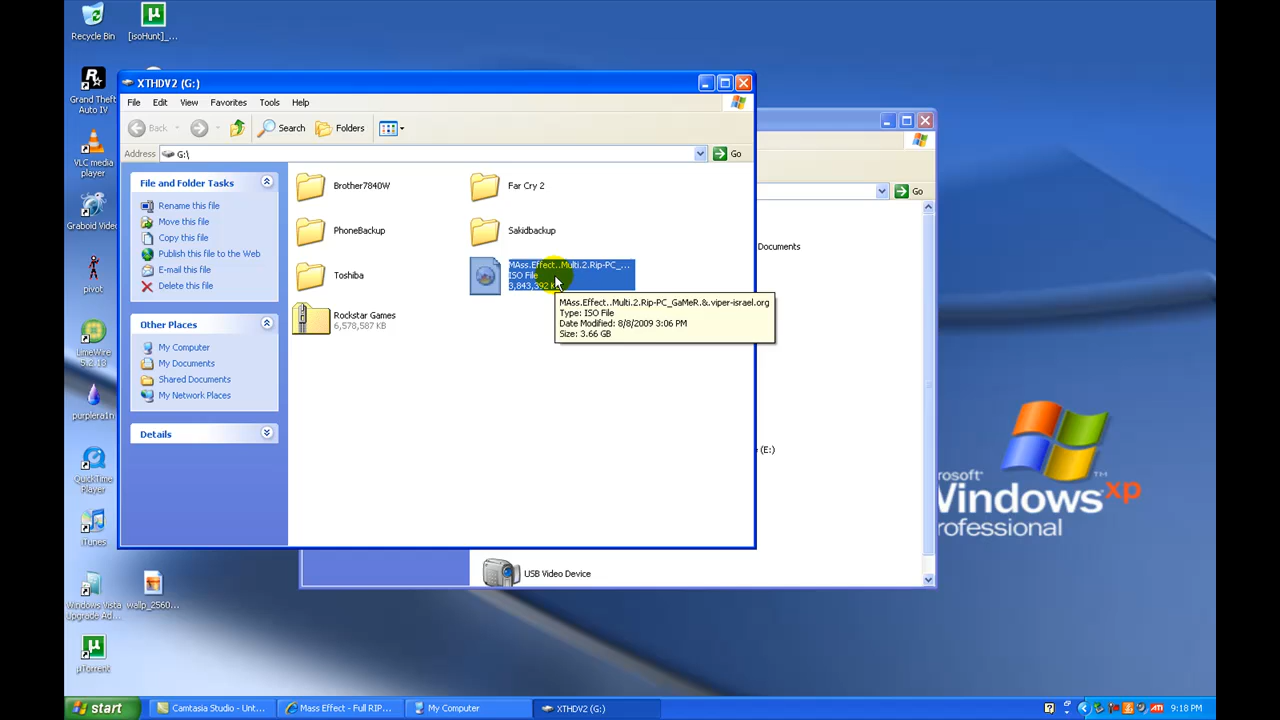 Recycle Bin
[isoHunt]_...
XTHDV2 (G:)
Grand Theft
Auto IV
File Edit View Favorites Tools Help
Back Search Folders
Address G:\ Go
Go
VLC media
player
File and Folder Tasks
Rename this file
Move this file
Copy this file
Publish this file to the Web
E-mail this file
Delete this file
Brother7840W
Far Cry 2
PhoneBackup
Sakidbackup
Toshiba
MAss.Effect..Multi.2.Rip-PC_...
ISO File
3,843,392 KB
Rockstar Games
6,578,587 KB
MAss.Effect..Multi.2.Rip-PC_GaMeR.&.viper-israel.org
Type: ISO File
Date Modified: 8/8/2009 3:06 PM
Size: 3.66 GB
Documents
Graboid Video
pivot
Other Places
My Computer
My Documents
Shared Documents
My Network Places
LimeWire
5.2.13
Details
(E:)
QuickTime
Player
iTunes
USB Video Device
Microsoft
Windows xp
Professional
Windows Vista
Upgrade Ad...
wallp_2560...
µTorrent
start
Camtasia Studio - Unt...
Mass Effect - Full RIP...
My Computer
XTHDV2 (G:)
ATI
9:18 PM